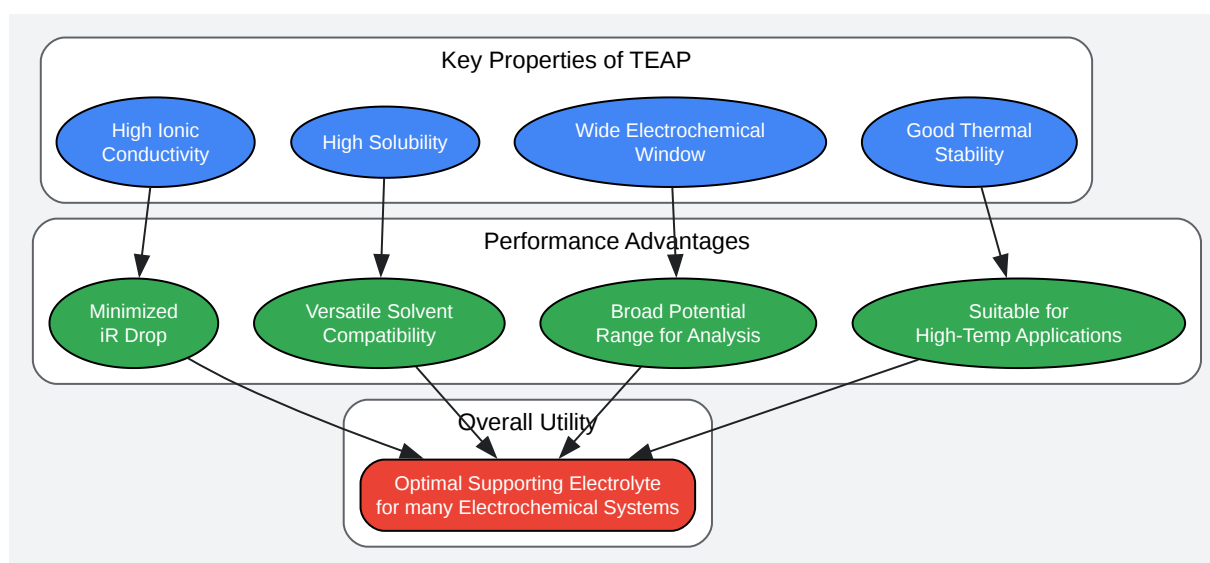 Key Properties of TEAP
High Ionic
Conductivity
High Solubility
Wide Electrochemical
Window
Good Thermal
Stability
Performance Advantages
Minimized
iR Drop
Versatile Solvent
Compatibility
Broad Potential
Range for Analysis
Suitable for
High-Temp Applications
Overall Utility
Optimal Supporting Electrolyte
for many Electrochemical Systems